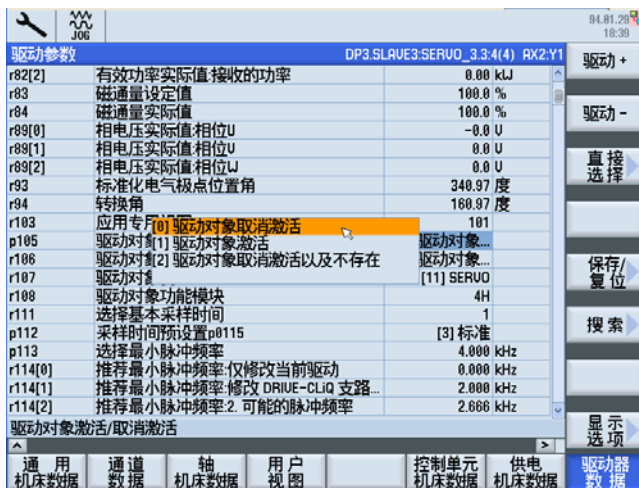 JOG
94.01.29
18:39
驱动参数 DP3.SLAVE3:SERVO_3.3:4(4) AX2:Y1
r82[2] 有效功率实际值:接收的功率 0.00 kW
r83 磁通量设定值 100.0 %
r84 磁通量实际值 100.0 %
r89[0] 相电压实际值:相位U -0.0 V
r89[1] 相电压实际值:相位V 0.0 V
r89[2] 相电压实际值:相位W 0.0 V
r93 标准化电气极点位置角 340.97 度
r94 转换角 160.97 度
r103 应用专用 101
[0] 驱动对象取消激活
p105 驱动对象 驱动对象...
[1] 驱动对象激活
r106 驱动对象 驱动对象...
[2] 驱动对象取消激活以及不存在
r107 驱动对象 [11] SERVO
r108 驱动对象功能模块 4H
r111 选择基本采样时间 1
p112 采样时间预设置p0115 [3] 标准
p113 选择最小脉冲频率 4.000 kHz
r114[0] 推荐最小脉冲频率:仅修改当前驱动 0.000 kHz
r114[1] 推荐最小脉冲频率:修改 DRIVE-CLiQ 支路... 2.000 kHz
r114[2] 推荐最小脉冲频率:2. 可能的脉冲频率 2.666 kHz
驱动对象激活/取消激活
驱动 +
驱动 -
直接
选择
保存/
复位
搜索
显示
选项
通用
机床数据
通道
数据
轴
机床数据
用户
视图
控制单元
机床数据
供电
机床数据
驱动器
数据